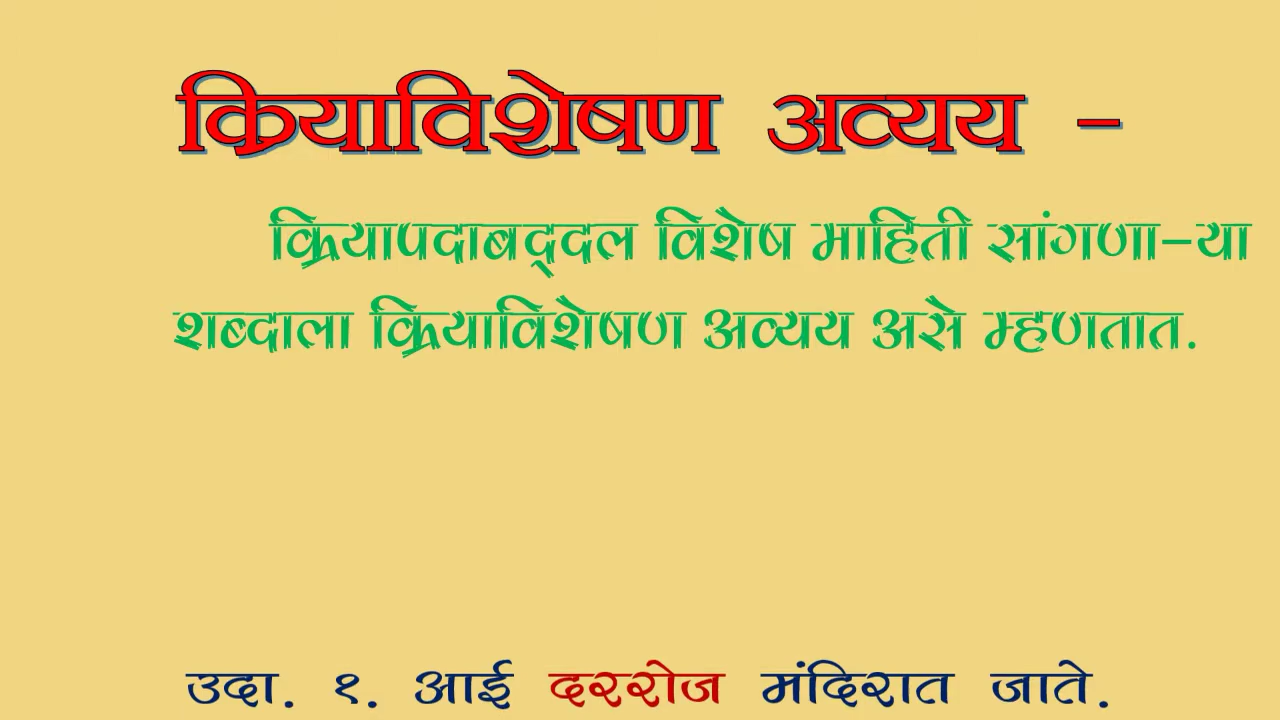 क्रियाविशेषण अव्यय -
क्रियापदाबद्दल विशेष माहिती सांगणा-या
शब्दाला क्रियाविशेषण अव्यय असे म्हणतात.
उदा. १. आई दररोज मंदिरात जाते.